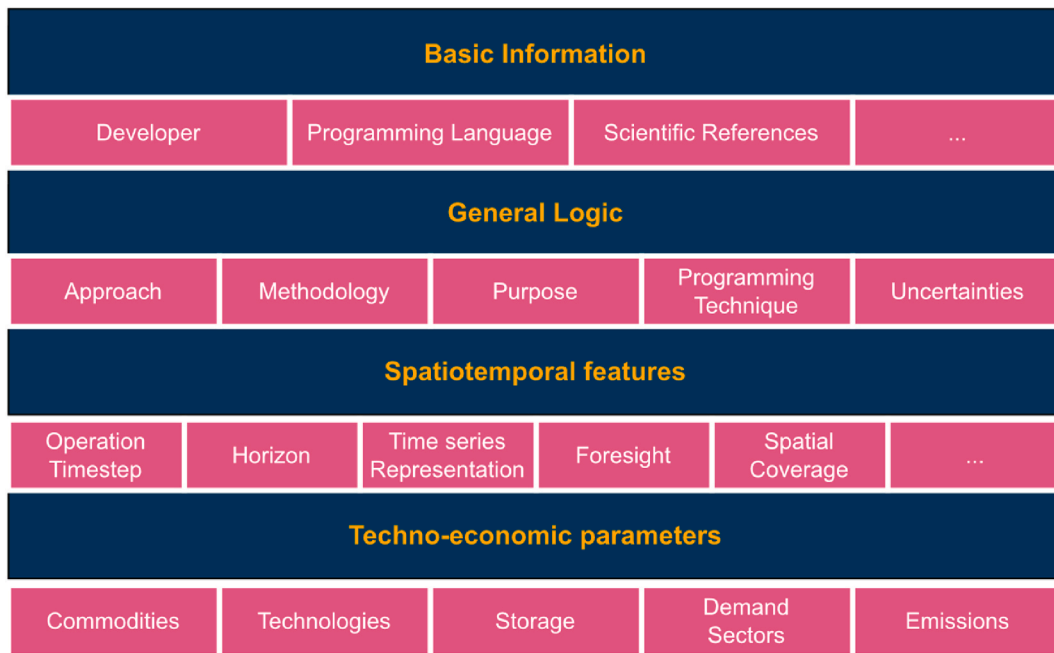 Basic Information
Developer
Programming Language
Scientific References
...
General Logic
Approach
Methodology
Purpose
Programming
Technique
Uncertainties
Spatiotemporal features
Operation
Timestep
Horizon
Time series
Representation
Foresight
Spatial
Coverage
...
Techno-economic parameters
Commodities
Technologies
Storage
Demand
Sectors
Emissions